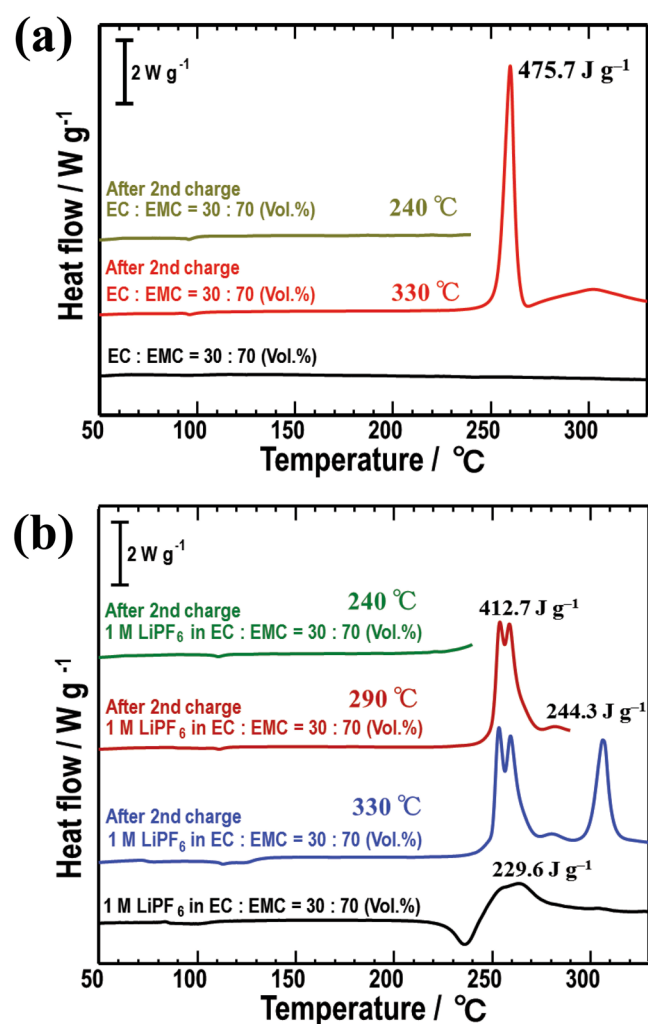 (a)
2 W g⁻¹
475.7 J g⁻¹
Heat flow / W g⁻¹
After 2nd charge
EC : EMC = 30 : 70 (Vol.%)
240 ℃
After 2nd charge
EC : EMC = 30 : 70 (Vol.%)
330 ℃
EC : EMC = 30 : 70 (Vol.%)
50 100 150 200 250 300
Temperature / ℃
(b)
2 W g⁻¹
Heat flow / W g⁻¹
240 ℃
After 2nd charge
1 M LiPF₆ in EC : EMC = 30 : 70 (Vol.%)
412.7 J g⁻¹
290 ℃
After 2nd charge
1 M LiPF₆ in EC : EMC = 30 : 70 (Vol.%)
244.3 J g⁻¹
330 ℃
After 2nd charge
1 M LiPF₆ in EC : EMC = 30 : 70 (Vol.%)
229.6 J g⁻¹
1 M LiPF₆ in EC : EMC = 30 : 70 (Vol.%)
50 100 150 200 250 300
Temperature / ℃